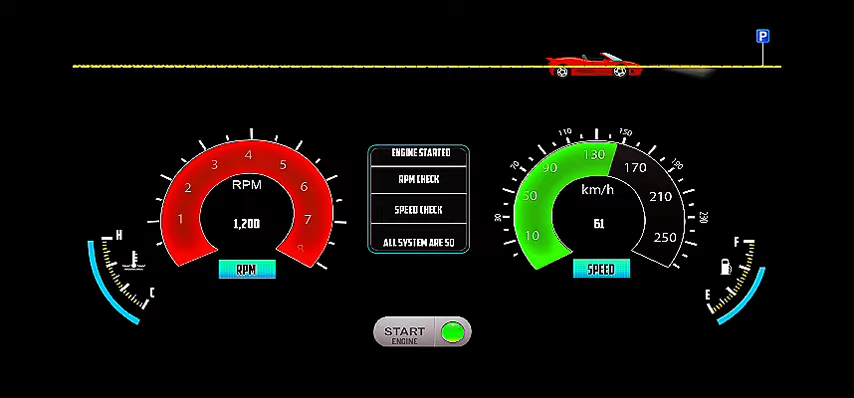 P
110
150
70
190
30
230
ENGINE STARTED
RPM CHECK
SPEED CHECK
ALL SYSTEM ARE SO
1
2
3
4
5
6
7
8
RPM
1,200
RPM
10
50
90
130
170
210
250
km/h
61
SPEED
H
C
F
E
START
ENGINE